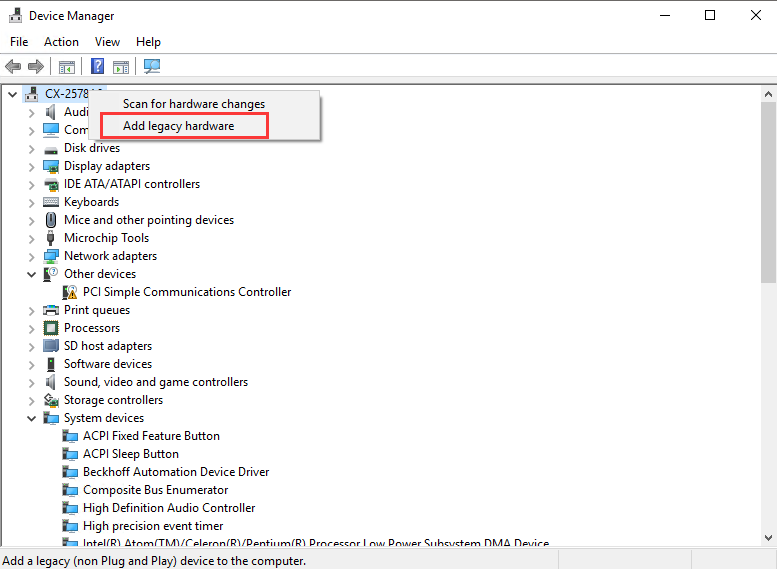 Device Manager
File Action View Help
CX-2578
Scan for hardware changes
Audi
Add legacy hardware
Com
Disk drives
Display adapters
IDE ATA/ATAPI controllers
Keyboards
Mice and other pointing devices
Microchip Tools
Network adapters
Other devices
PCI Simple Communications Controller
Print queues
Processors
SD host adapters
Software devices
Sound, video and game controllers
Storage controllers
System devices
ACPI Fixed Feature Button
ACPI Sleep Button
Beckhoff Automation Device Driver
Composite Bus Enumerator
High Definition Audio Controller
High precision event timer
Intel(R) Atom(TM)/Celeron(R)/Pentium(R) Processor Low Power Subsystem DMA Device
Add a legacy (non Plug and Play) device to the computer.